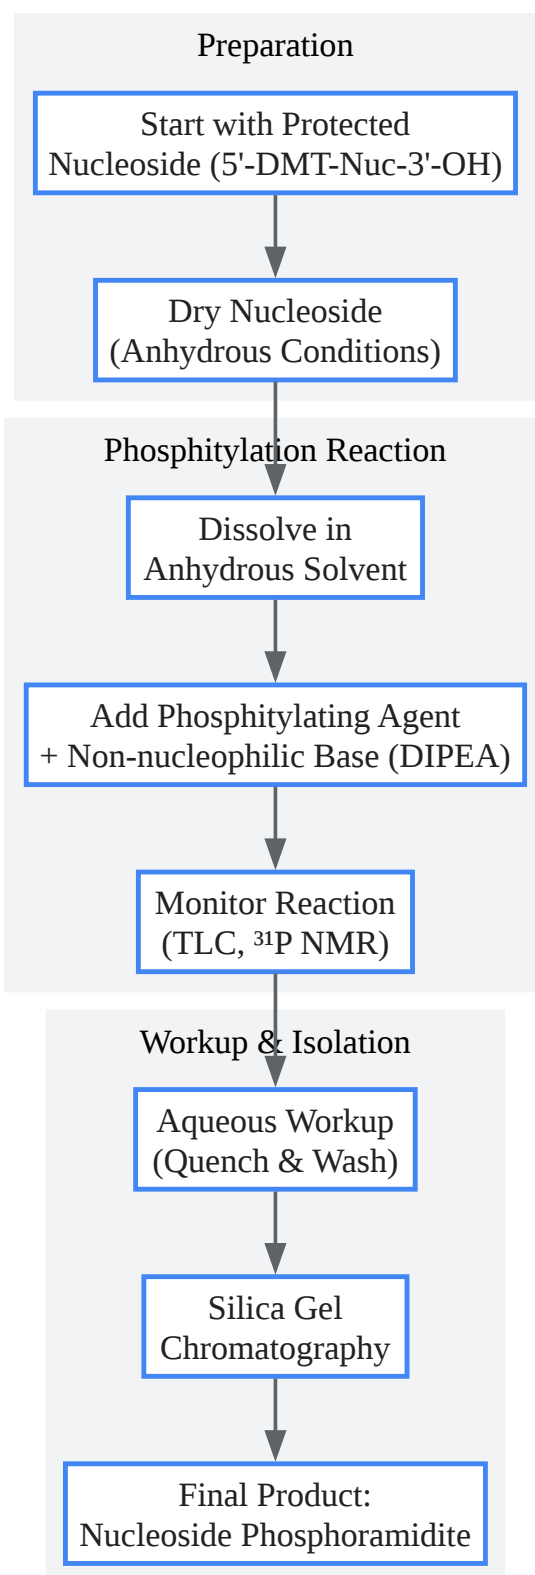 Preparation
Start with Protected
Nucleoside (5'-DMT-Nuc-3'-OH)
Dry Nucleoside
(Anhydrous Conditions)
Phosphitylation Reaction
Dissolve in
Anhydrous Solvent
Add Phosphitylating Agent
+ Non-nucleophilic Base (DIPEA)
Monitor Reaction
(TLC, ³¹P NMR)
Workup & Isolation
Aqueous Workup
(Quench & Wash)
Silica Gel
Chromatography
Final Product:
Nucleoside Phosphoramidite